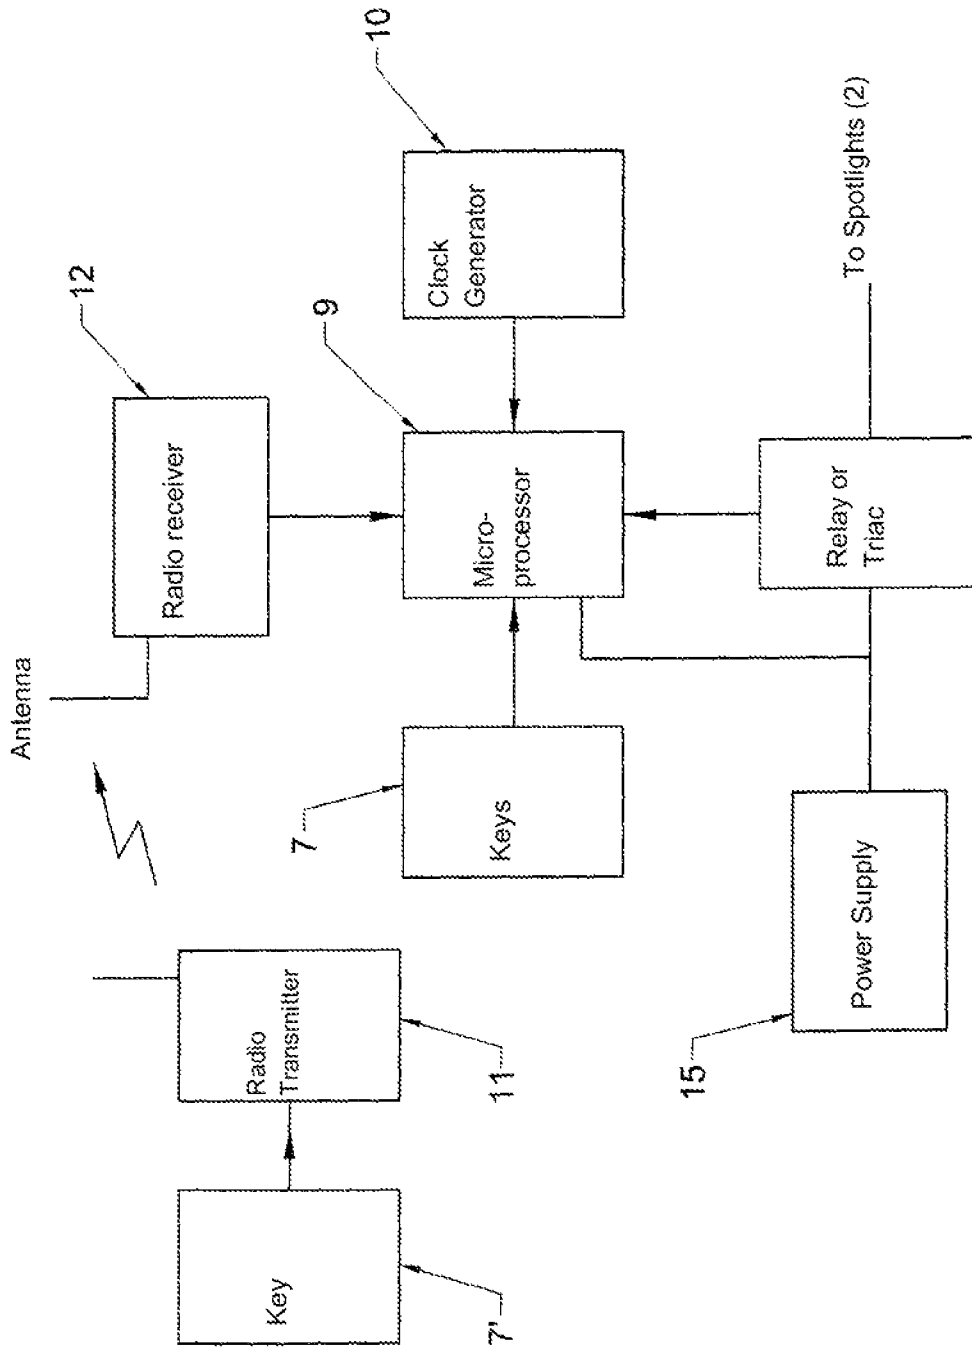 Antenna
12
Radio receiver
10
9
Clock
Generator
Micro-
processor
7
Keys
Radio
Transmitter
11
Key
7'
To Spotlights (2)
Relay or
Triac
Power Supply
15